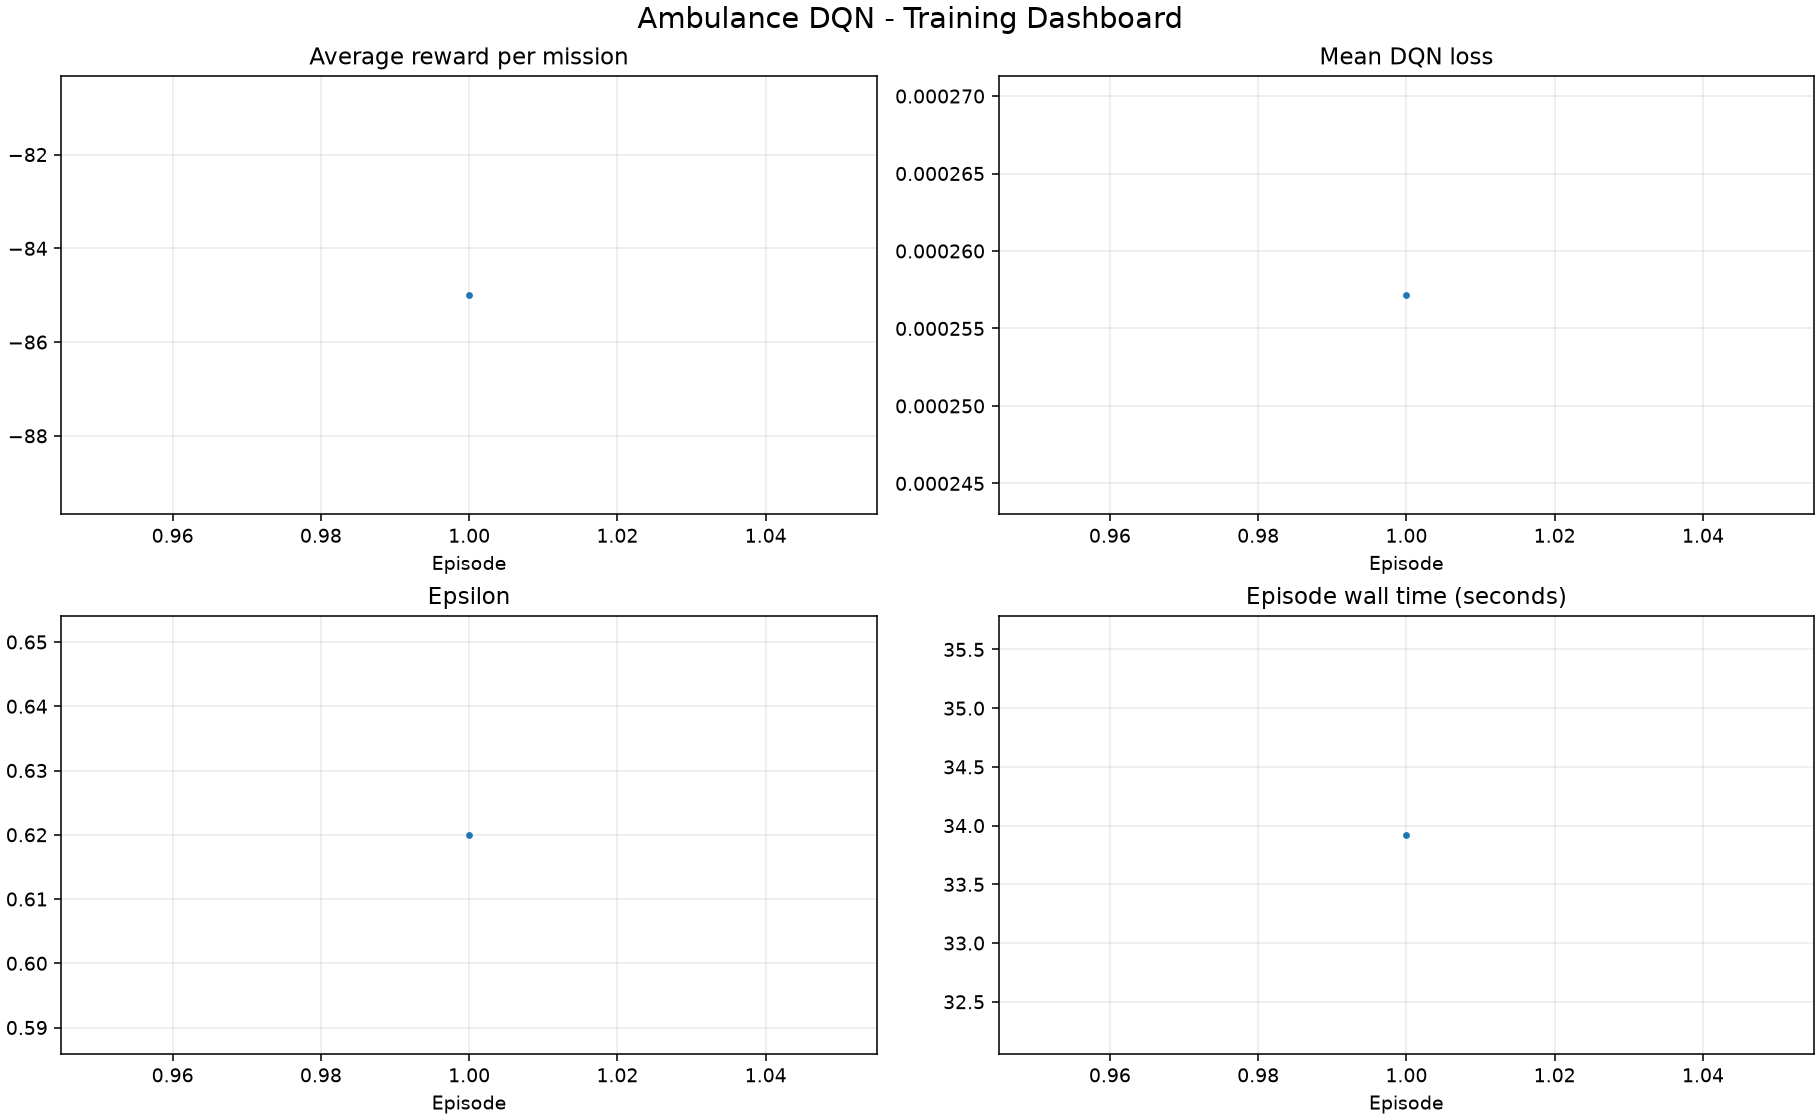 Ambulance DQN - Training Dashboard
Average reward per mission
−82
−84
−86
−88
0.96 0.98 1.00 1.02 1.04
Episode
Mean DQN loss
0.000270
0.000265
0.000260
0.000255
0.000250
0.000245
0.96 0.98 1.00 1.02 1.04
Episode
Epsilon
0.65
0.64
0.63
0.62
0.61
0.60
0.59
0.96 0.98 1.00 1.02 1.04
Episode
Episode wall time (seconds)
35.5
35.0
34.5
34.0
33.5
33.0
32.5
0.96 0.98 1.00 1.02 1.04
Episode